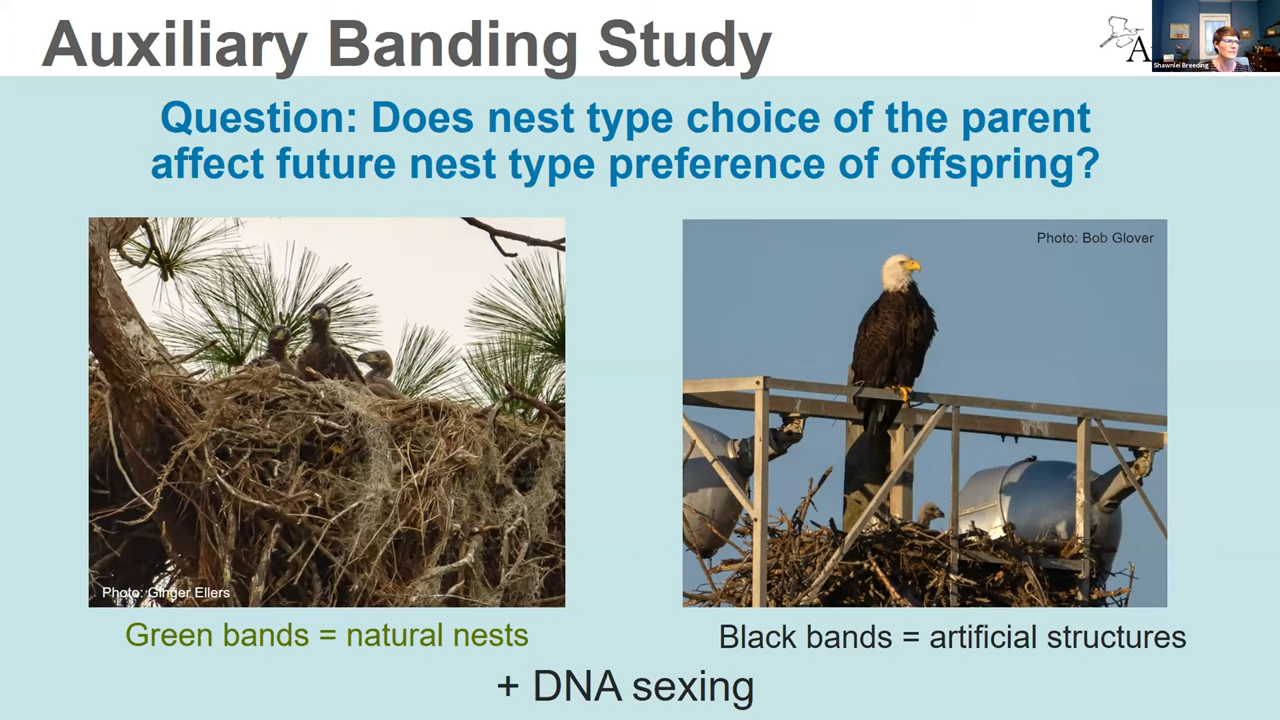 Auxiliary Banding Study
Shawnlei Breeding
Question: Does nest type choice of the parent
affect future nest type preference of offspring?
Photo: Bob Glover
Photo: Ginger Ellers
Green bands = natural nests
Black bands = artificial structures
+ DNA sexing